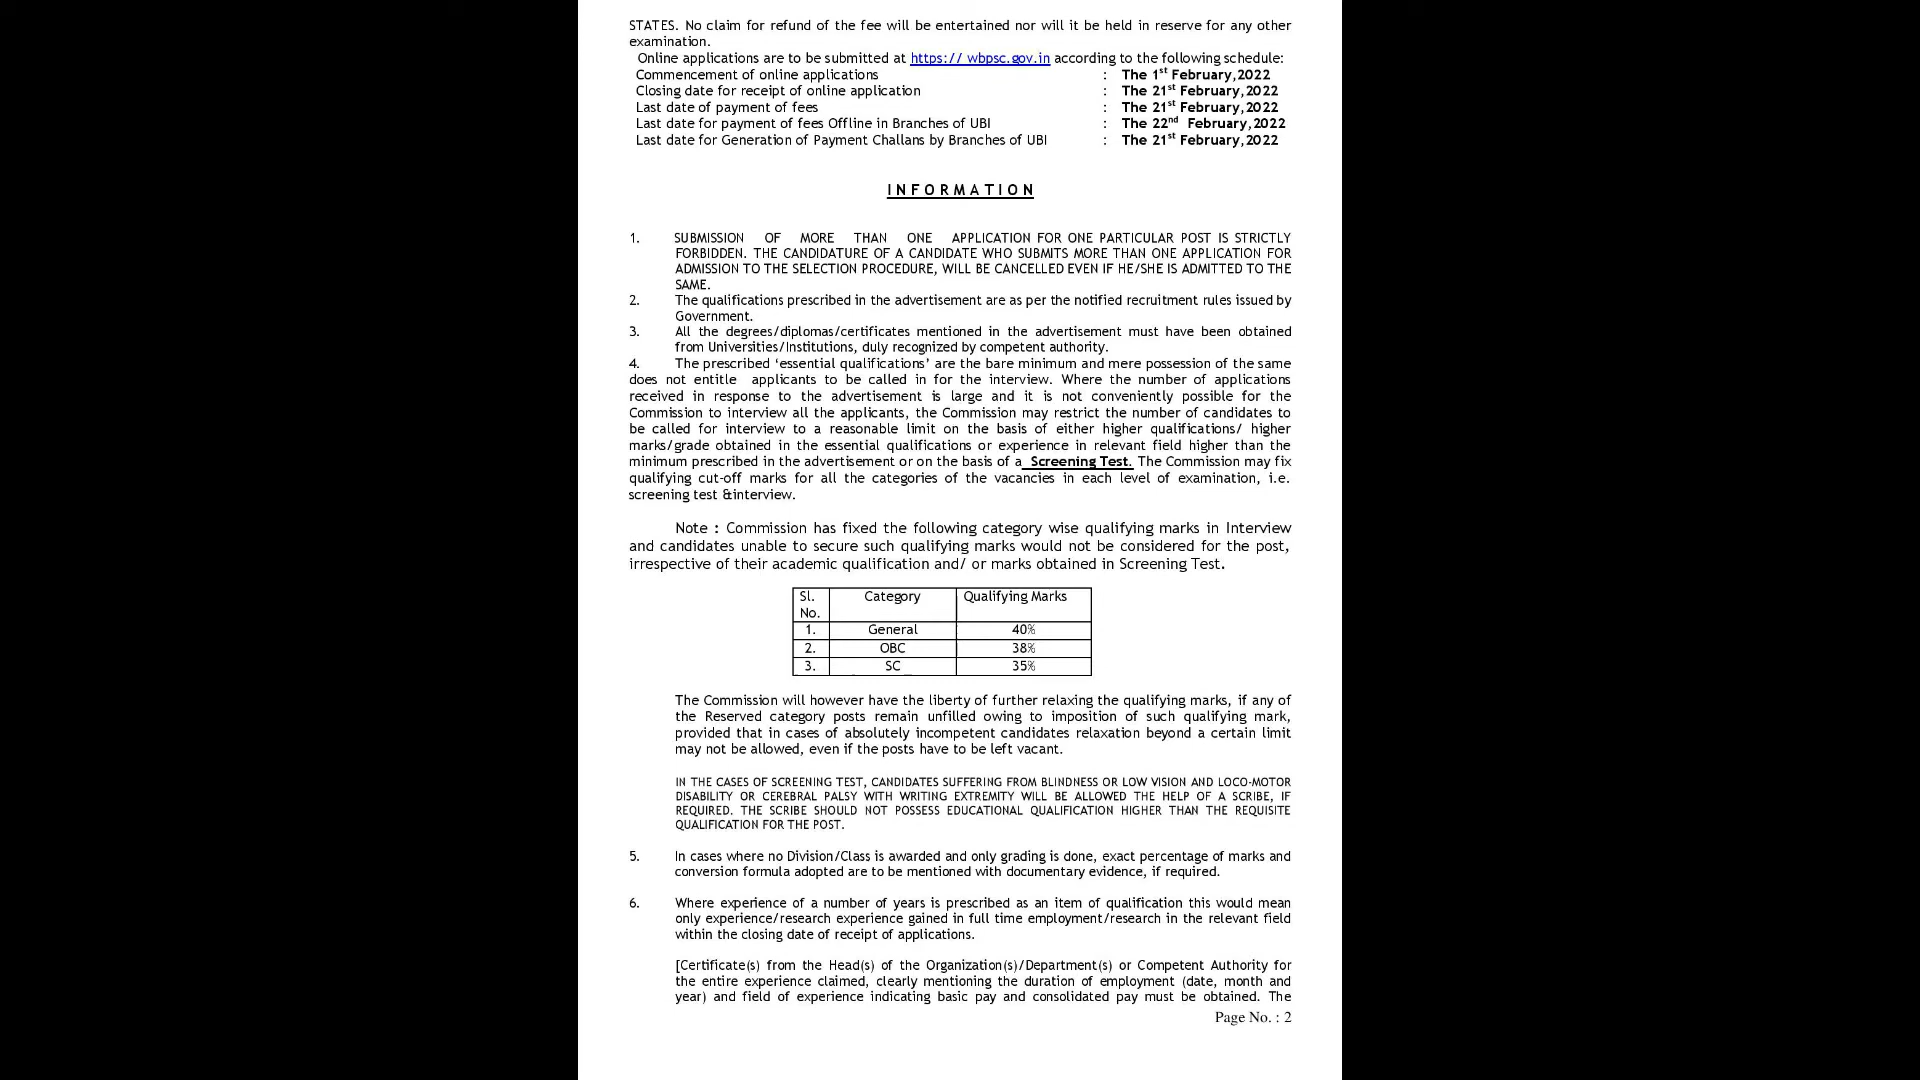 STATES. No claim for refund of the fee will be entertained nor will it be held in reserve for any other
examination.
Online applications are to be submitted at https:// wbpsc.gov.in according to the following schedule:
Commencement of online applications : The 1st February,2022
Closing date for receipt of online application : The 21st February,2022
Last date of payment of fees : The 21st February,2022
Last date for payment of fees Offline in Branches of UBI : The 22nd February,2022
Last date for Generation of Payment Challans by Branches of UBI : The 21st February,2022
INFORMATION
1. SUBMISSION OF MORE THAN ONE APPLICATION FOR ONE PARTICULAR POST IS STRICTLY
FORBIDDEN. THE CANDIDATURE OF A CANDIDATE WHO SUBMITS MORE THAN ONE APPLICATION FOR
ADMISSION TO THE SELECTION PROCEDURE, WILL BE CANCELLED EVEN IF HE/SHE IS ADMITTED TO THE
SAME.
2. The qualifications prescribed in the advertisement are as per the notified recruitment rules issued by
Government.
3. All the degrees/diplomas/certificates mentioned in the advertisement must have been obtained
from Universities/Institutions, duly recognized by competent authority.
4. The prescribed ‘essential qualifications’ are the bare minimum and mere possession of the same
does not entitle applicants to be called in for the interview. Where the number of applications
received in response to the advertisement is large and it is not conveniently possible for the
Commission to interview all the applicants, the Commission may restrict the number of candidates to
be called for interview to a reasonable limit on the basis of either higher qualifications/ higher
marks/grade obtained in the essential qualifications or experience in relevant field higher than the
minimum prescribed in the advertisement or on the basis of a Screening Test. The Commission may fix
qualifying cut-off marks for all the categories of the vacancies in each level of examination, i.e.
screening test &interview.
Note : Commission has fixed the following category wise qualifying marks in Interview
and candidates unable to secure such qualifying marks would not be considered for the post,
irrespective of their academic qualification and/ or marks obtained in Screening Test.
Sl. No. Category Qualifying Marks
1. General 40%
2. OBC 38%
3. SC 35%
The Commission will however have the liberty of further relaxing the qualifying marks, if any of
the Reserved category posts remain unfilled owing to imposition of such qualifying mark,
provided that in cases of absolutely incompetent candidates relaxation beyond a certain limit
may not be allowed, even if the posts have to be left vacant.
IN THE CASES OF SCREENING TEST, CANDIDATES SUFFERING FROM BLINDNESS OR LOW VISION AND LOCO-MOTOR
DISABILITY OR CEREBRAL PALSY WITH WRITING EXTREMITY WILL BE ALLOWED THE HELP OF A SCRIBE, IF
REQUIRED. THE SCRIBE SHOULD NOT POSSESS EDUCATIONAL QUALIFICATION HIGHER THAN THE REQUISITE
QUALIFICATION FOR THE POST.
5. In cases where no Division/Class is awarded and only grading is done, exact percentage of marks and
conversion formula adopted are to be mentioned with documentary evidence, if required.
6. Where experience of a number of years is prescribed as an item of qualification this would mean
only experience/research experience gained in full time employment/research in the relevant field
within the closing date of receipt of applications.
[Certificate(s) from the Head(s) of the Organization(s)/Department(s) or Competent Authority for
the entire experience claimed, clearly mentioning the duration of employment (date, month and
year) and field of experience indicating basic pay and consolidated pay must be obtained. The
Page No. : 2